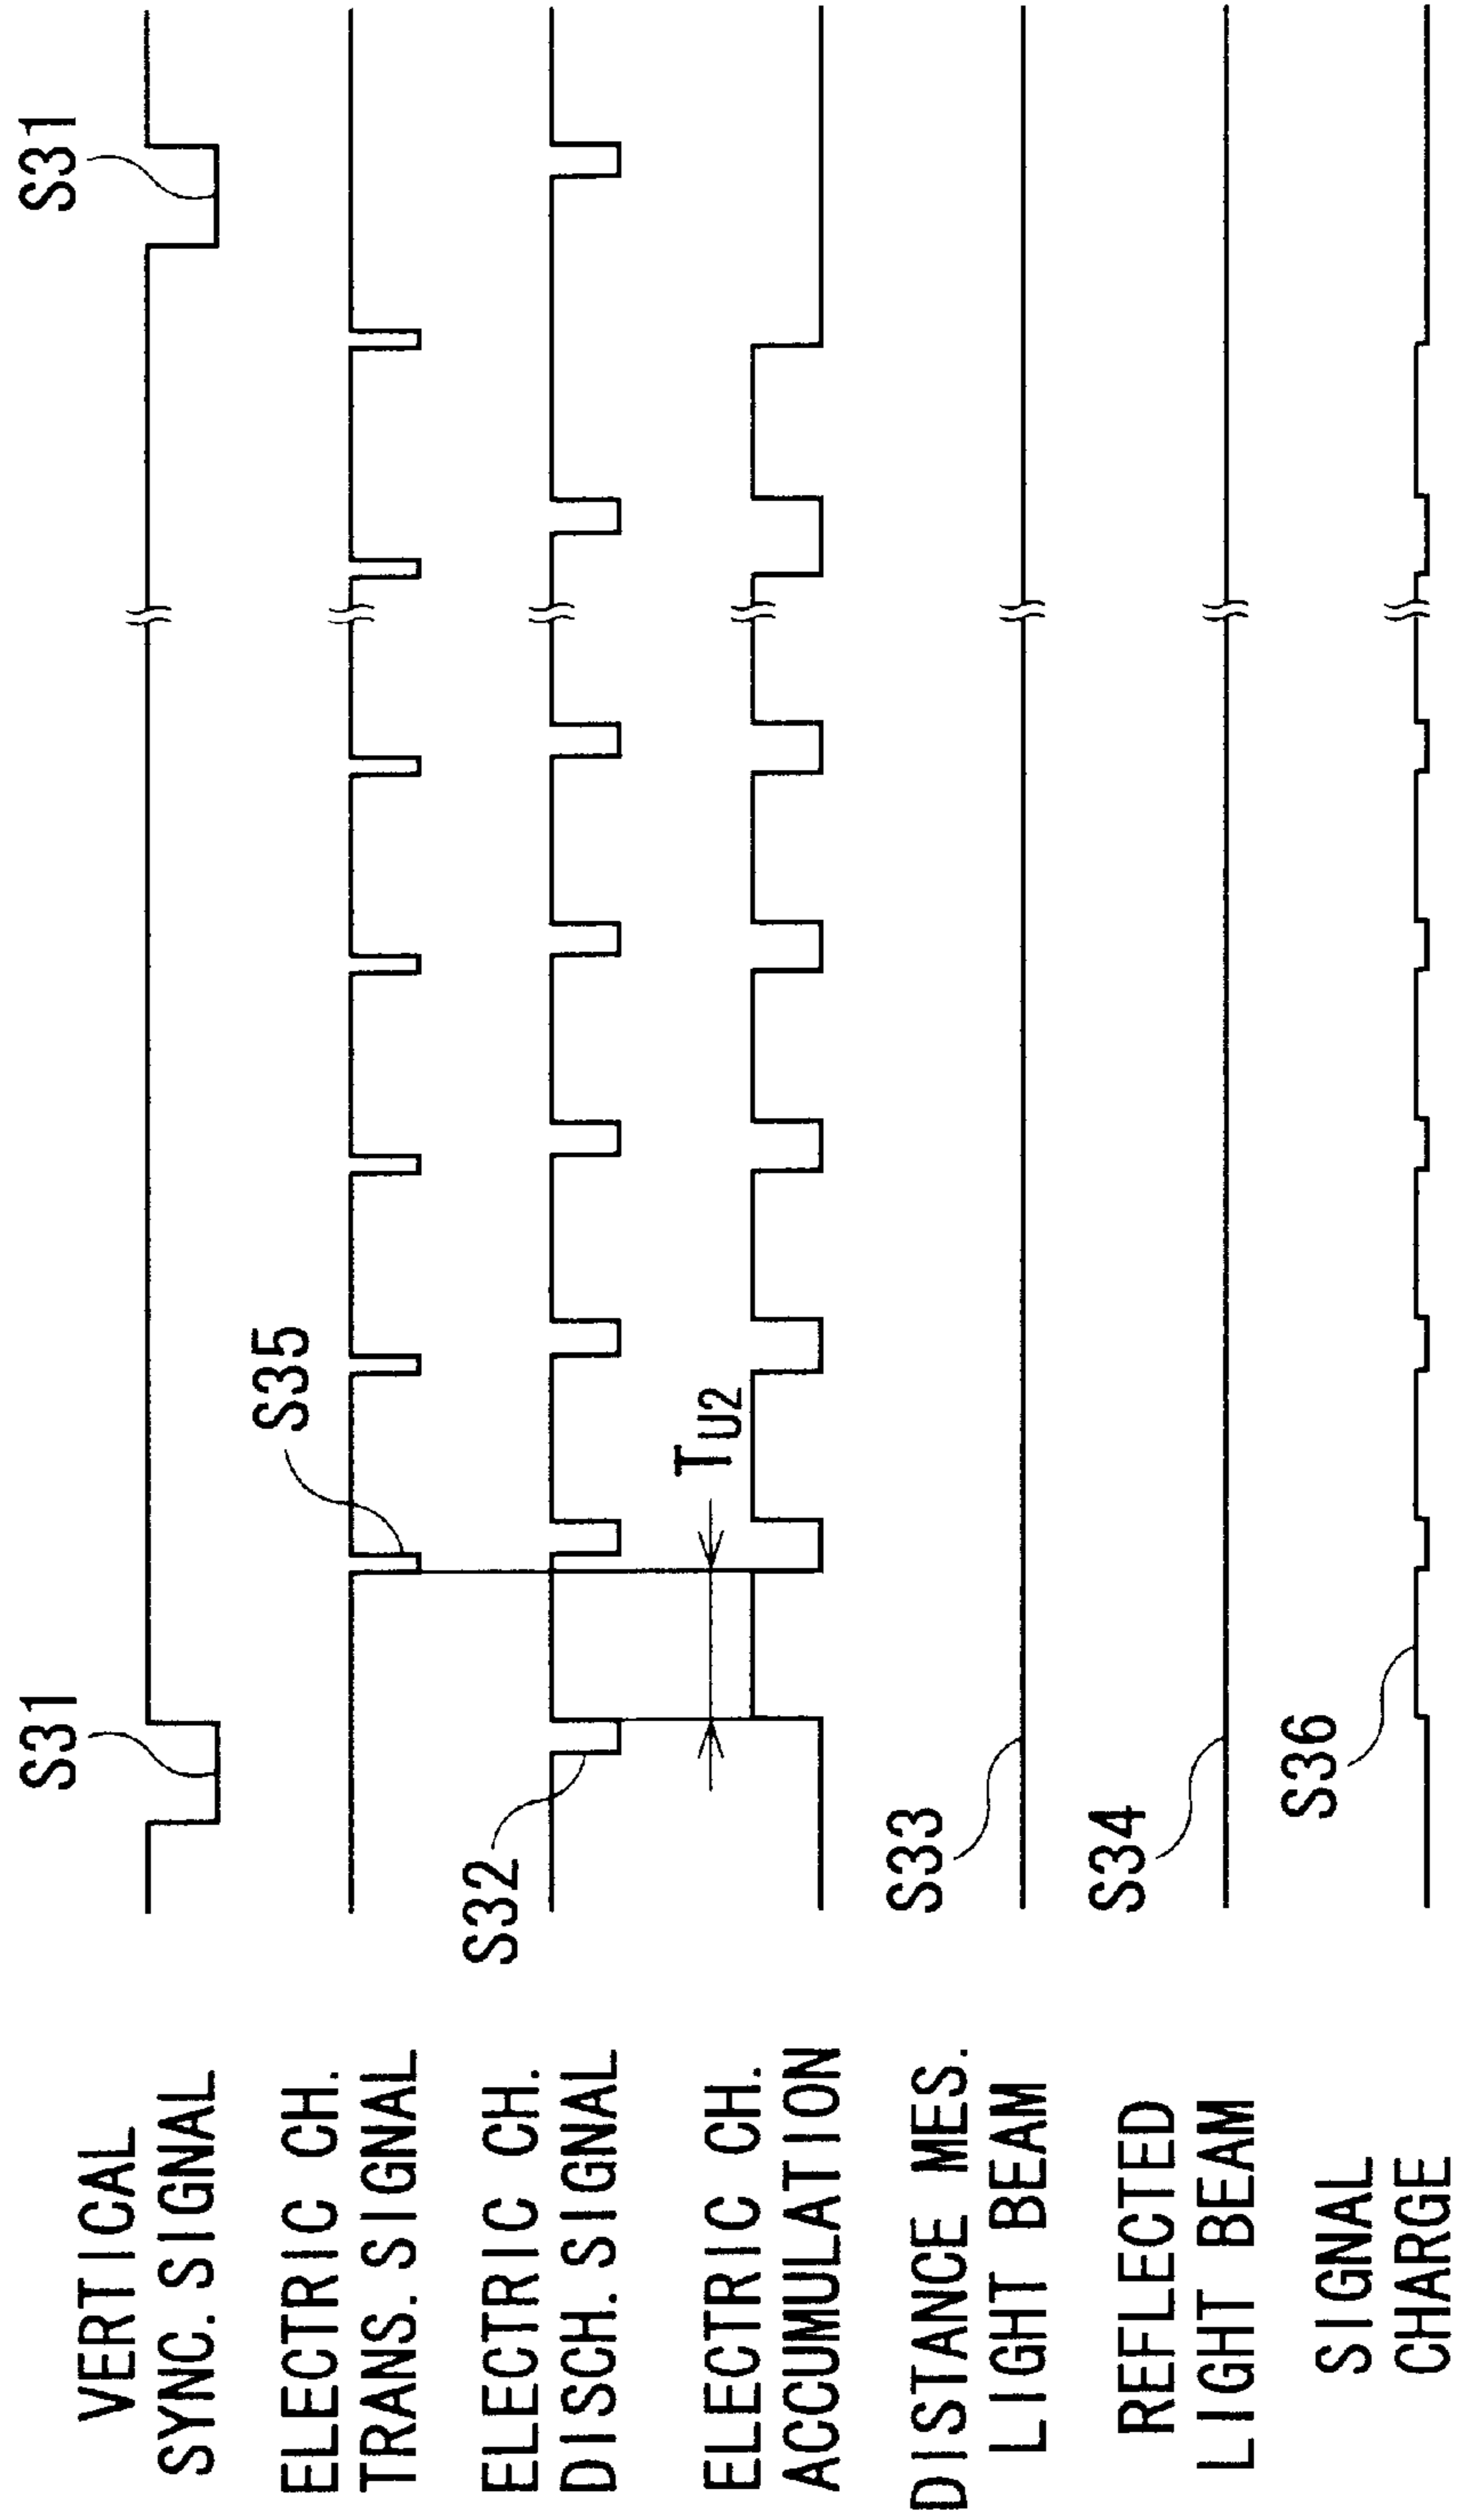 VERTICAL
SYNC. SIGNAL
S31
S31
ELECTRIC CH.
TRANS. SIGNAL
S35
ELECTRIC CH.
DISCH. SIGNAL
S32
ELECTRIC CH.
ACCUMULATION
TU2
DISTANCE MES.
LIGHT BEAM
S33
REFLECTED
LIGHT BEAM
S34
SIGNAL
CHARGE
S36